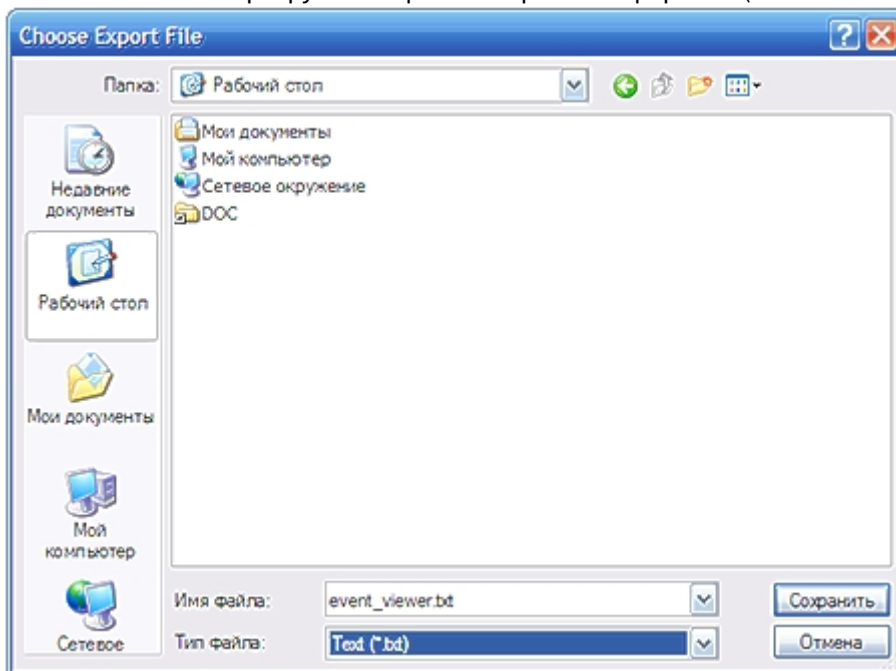 Choose Export File
Папка: Рабочий стол
Мои документы
Мой компьютер
Сетевое окружение
DOC
Недавние
документы
Рабочий стол
Мои документы
Мой
компьютер
Сетевое
Имя файла: event_viewer.txt Сохранить
Тип файла: Text (*.txt) Отмена